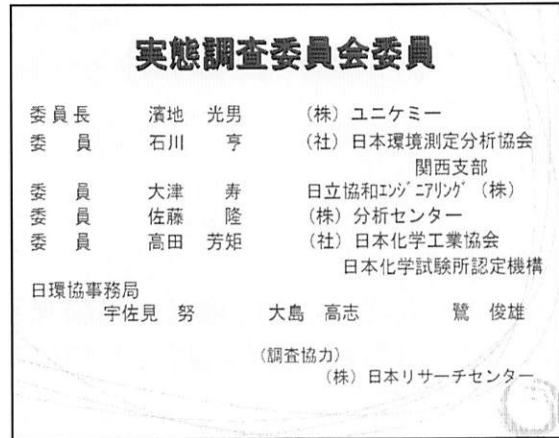 実態調査委員会委員
委員長 濱地 光男 (株) ユニケミー
委 員 石川 亨 (社) 日本環境測定分析協会
関西支部
委 員 大津 寿 日立協和エンジニアリング (株)
委 員 佐藤 隆 (株) 分析センター
委 員 高田 芳矩 (社) 日本化学工業協会
日本化学試験所認定機構
日環協事務局
宇佐見 努 大島 高志 鷺 俊雄
(調査協力)
(株) 日本リサーチセンター